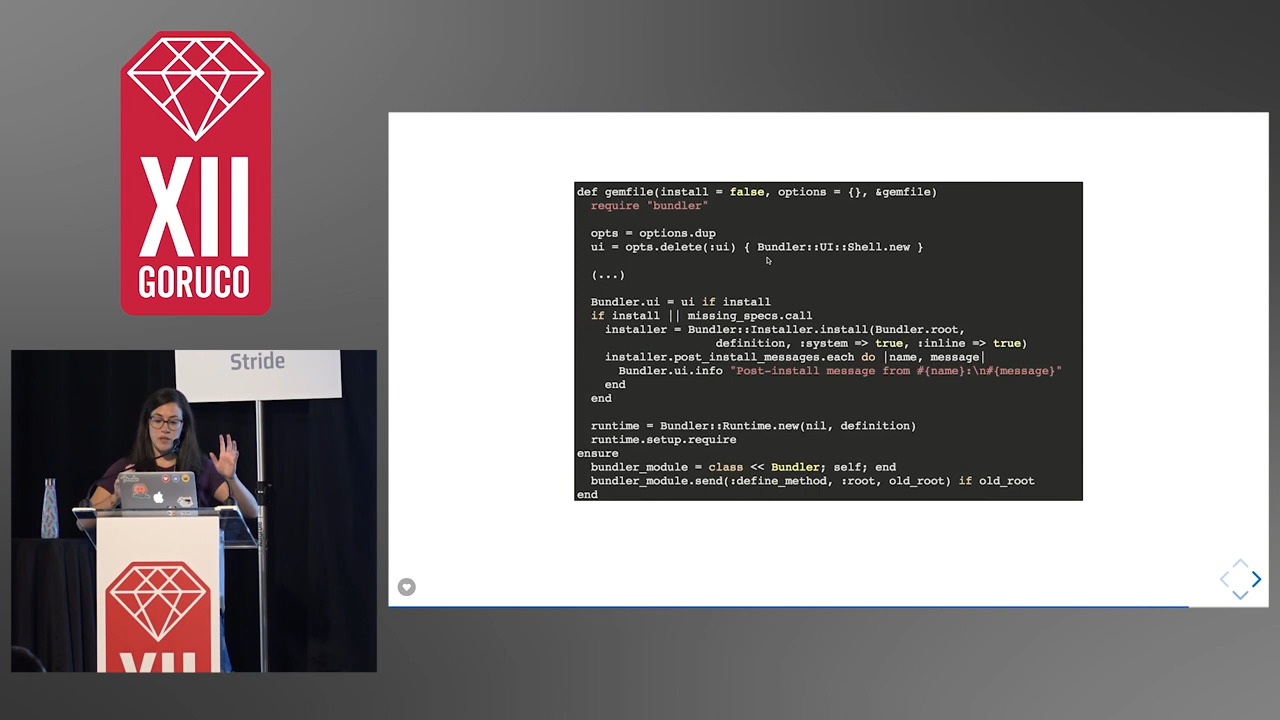 XII
GORUCO
def gemfile(install = false, options = {}, &gemfile)
  require "bundler"
  opts = options.dup
  ui = opts.delete(:ui) { Bundler::UI::Shell.new }
  (...)
  Bundler.ui = ui if install
  if install || missing_specs.call
    installer = Bundler::Installer.install(Bundler.root,
                    definition, :system => true, :inline => true)
    installer.post_install_messages.each do |name, message|
      Bundler.ui.info "Post-install message from #{name}:\n#{message}"
    end
  end
  runtime = Bundler::Runtime.new(nil, definition)
  runtime.setup.require
ensure
  bundler_module = class << Bundler; self; end
  bundler_module.send(:define_method, :root, old_root) if old_root
end
Stride
XII